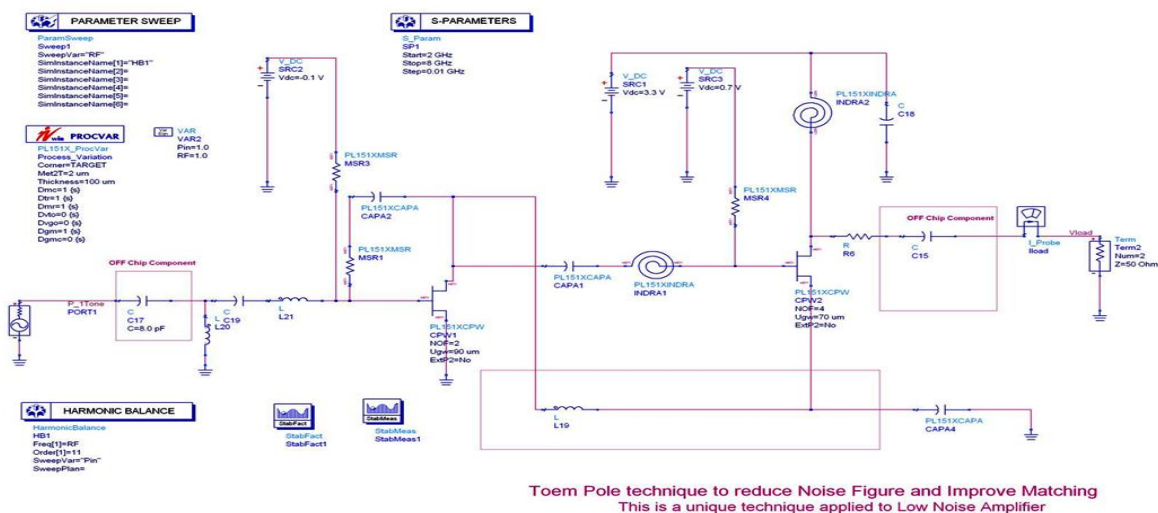 PARAMETER SWEEP
ParamSweep
Sweep1
SweepVar="RF"
SimInstanceName[1]="HB1"
SimInstanceName[2]=
SimInstanceName[3]=
SimInstanceName[4]=
SimInstanceName[5]=
SimInstanceName[6]=
S-PARAMETERS
S_Param
SP1
Start=2 GHz
Stop=8 GHz
Step=0.01 GHz
V_DC
SRC2
Vdc=-0.1 V
V_DC
SRC1
Vdc=3.3 V
V_DC
SRC3
Vdc=0.7 V
PL151XINDRA
INDRA2
C
C18
PROCVAR
PL151X_ProcVar
Process_Variation
Corner=TARGET
Met2T=2 um
Thickness=100 um
Dmc=1 {s}
Dtr=1 {s}
Dmr=1 {s}
Dvto=0 {s}
Dvgo=0 {s}
Dgm=1 {s}
Dgmc=0 {s}
VAR
VAR2
Pin=1.0
RF=1.0
PL151XMSR
MSR3
PL151XCAPA
CAPA2
PL151XMSR
MSR1
PL151XMSR
MSR4
OFF Chip Component
P_1Tone
PORT1
C
C17
C=8.0 pF
L
L20
C
C19
L
L21
PL151XCPW
CPW1
NOF=2
Ugw=90 um
ExtP2=No
PL151XCAPA
CAPA1
PL151XINDRA
INDRA1
PL151XCPW
CPW2
NOF=4
Ugw=70 um
ExtP2=No
R
R6
OFF Chip Component
C
C15
I_Probe
Iload
Vload
Term
Term2
Num=2
Z=50 Ohm
L
L19
PL151XCAPA
CAPA4
HARMONIC BALANCE
HarmonicBalance
HB1
Freq[1]=RF
Order[1]=11
SweepVar="Pin"
SweepPlan=
StabFact
StabFact
StabFact1
StabMeas
StabMeas
StabMeas1
Toem Pole technique to reduce Noise Figure and Improve Matching
This is a unique technique applied to Low Noise Amplifier